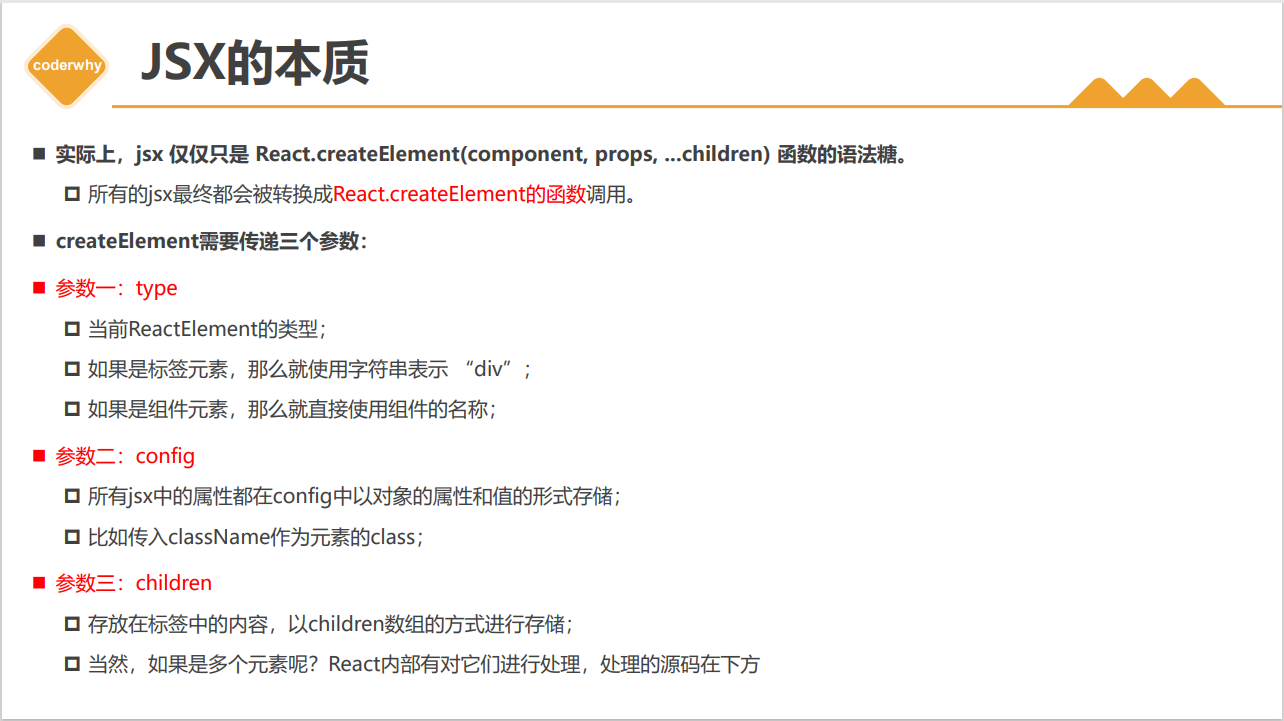 coderwhy
JSX的本质
实际上，jsx 仅仅只是 React.createElement(component, props, ...children) 函数的语法糖。
所有的jsx最终都会被转换成React.createElement的函数调用。
createElement需要传递三个参数：
参数一：type
当前ReactElement的类型；
如果是标签元素，那么就使用字符串表示 “div”；
如果是组件元素，那么就直接使用组件的名称；
参数二：config
所有jsx中的属性都在config中以对象的属性和值的形式存储；
比如传入className作为元素的class；
参数三：children
存放在标签中的内容，以children数组的方式进行存储；
当然，如果是多个元素呢？React内部有对它们进行处理，处理的源码在下方